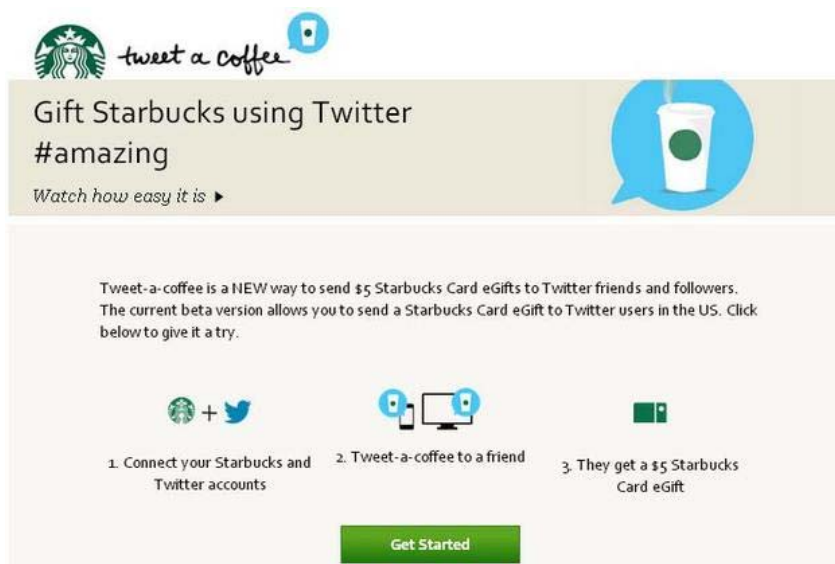 tweet a coffee
Gift Starbucks using Twitter
#amazing
Watch how easy it is ▶
Tweet-a-coffee is a NEW way to send $5 Starbucks Card eGifts to Twitter friends and followers.
The current beta version allows you to send a Starbucks Card eGift to Twitter users in the US. Click
below to give it a try.
1. Connect your Starbucks and
Twitter accounts
2. Tweet-a-coffee to a friend
3. They get a $5 Starbucks
Card eGift
Get Started